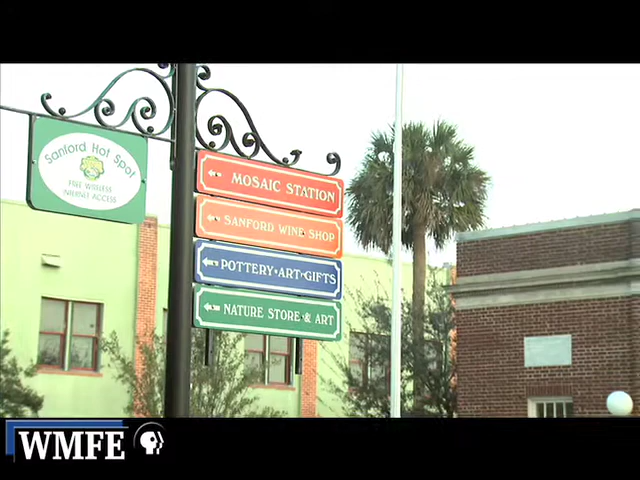 Sanford Hot Spot
FREE WIRELESS
INTERNET ACCESS
MOSAIC STATION
SANFORD WINE SHOP
POTTERY•ART•GIFTS
NATURE STORE & ART
WMFE